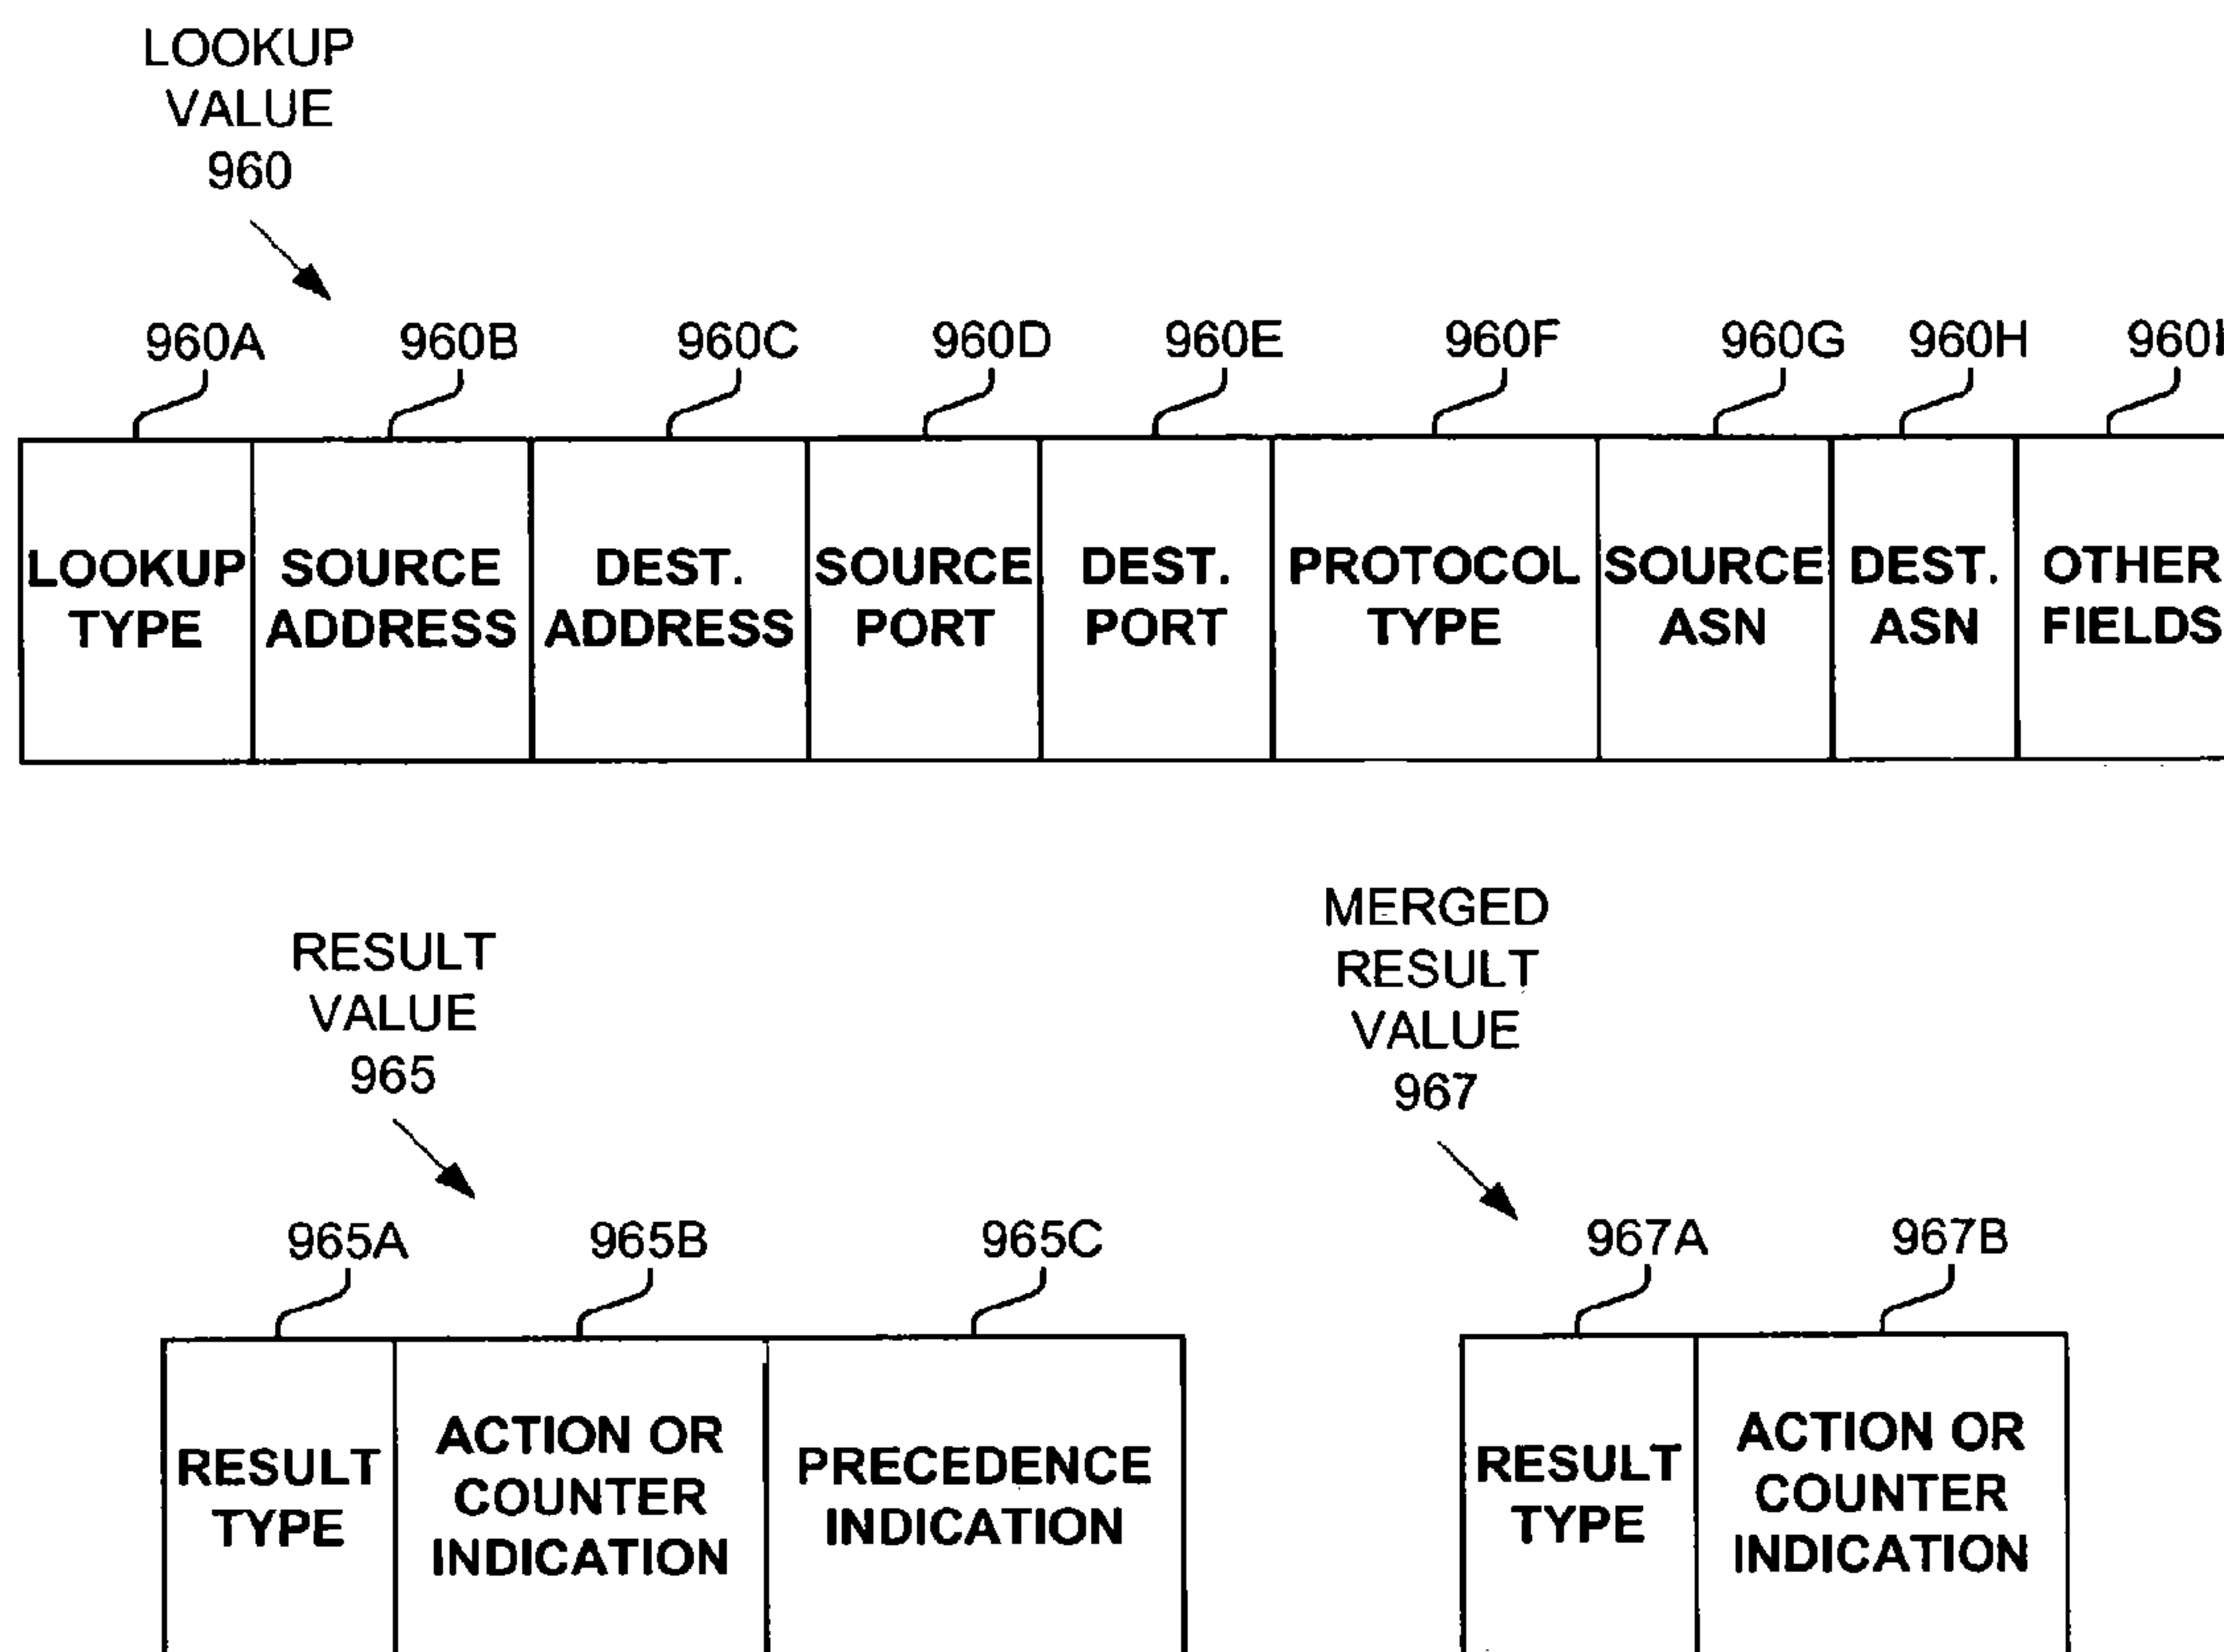 LOOKUP
VALUE
960
960A 960B 960C 960D 960E 960F 960G 960H
LOOKUP TYPE
SOURCE ADDRESS
DEST. ADDRESS
SOURCE PORT
DEST. PORT
PROTOCOL TYPE
SOURCE ASN
DEST. ASN
OTHER FIELDS
RESULT
VALUE
965
965A 965B 965C
RESULT
TYPE
ACTION OR
COUNTER
INDICATION
PRECEDENCE
INDICATION
MERGED
RESULT
VALUE
967
967A 967B
RESULT
TYPE
ACTION OR
COUNTER
INDICATION